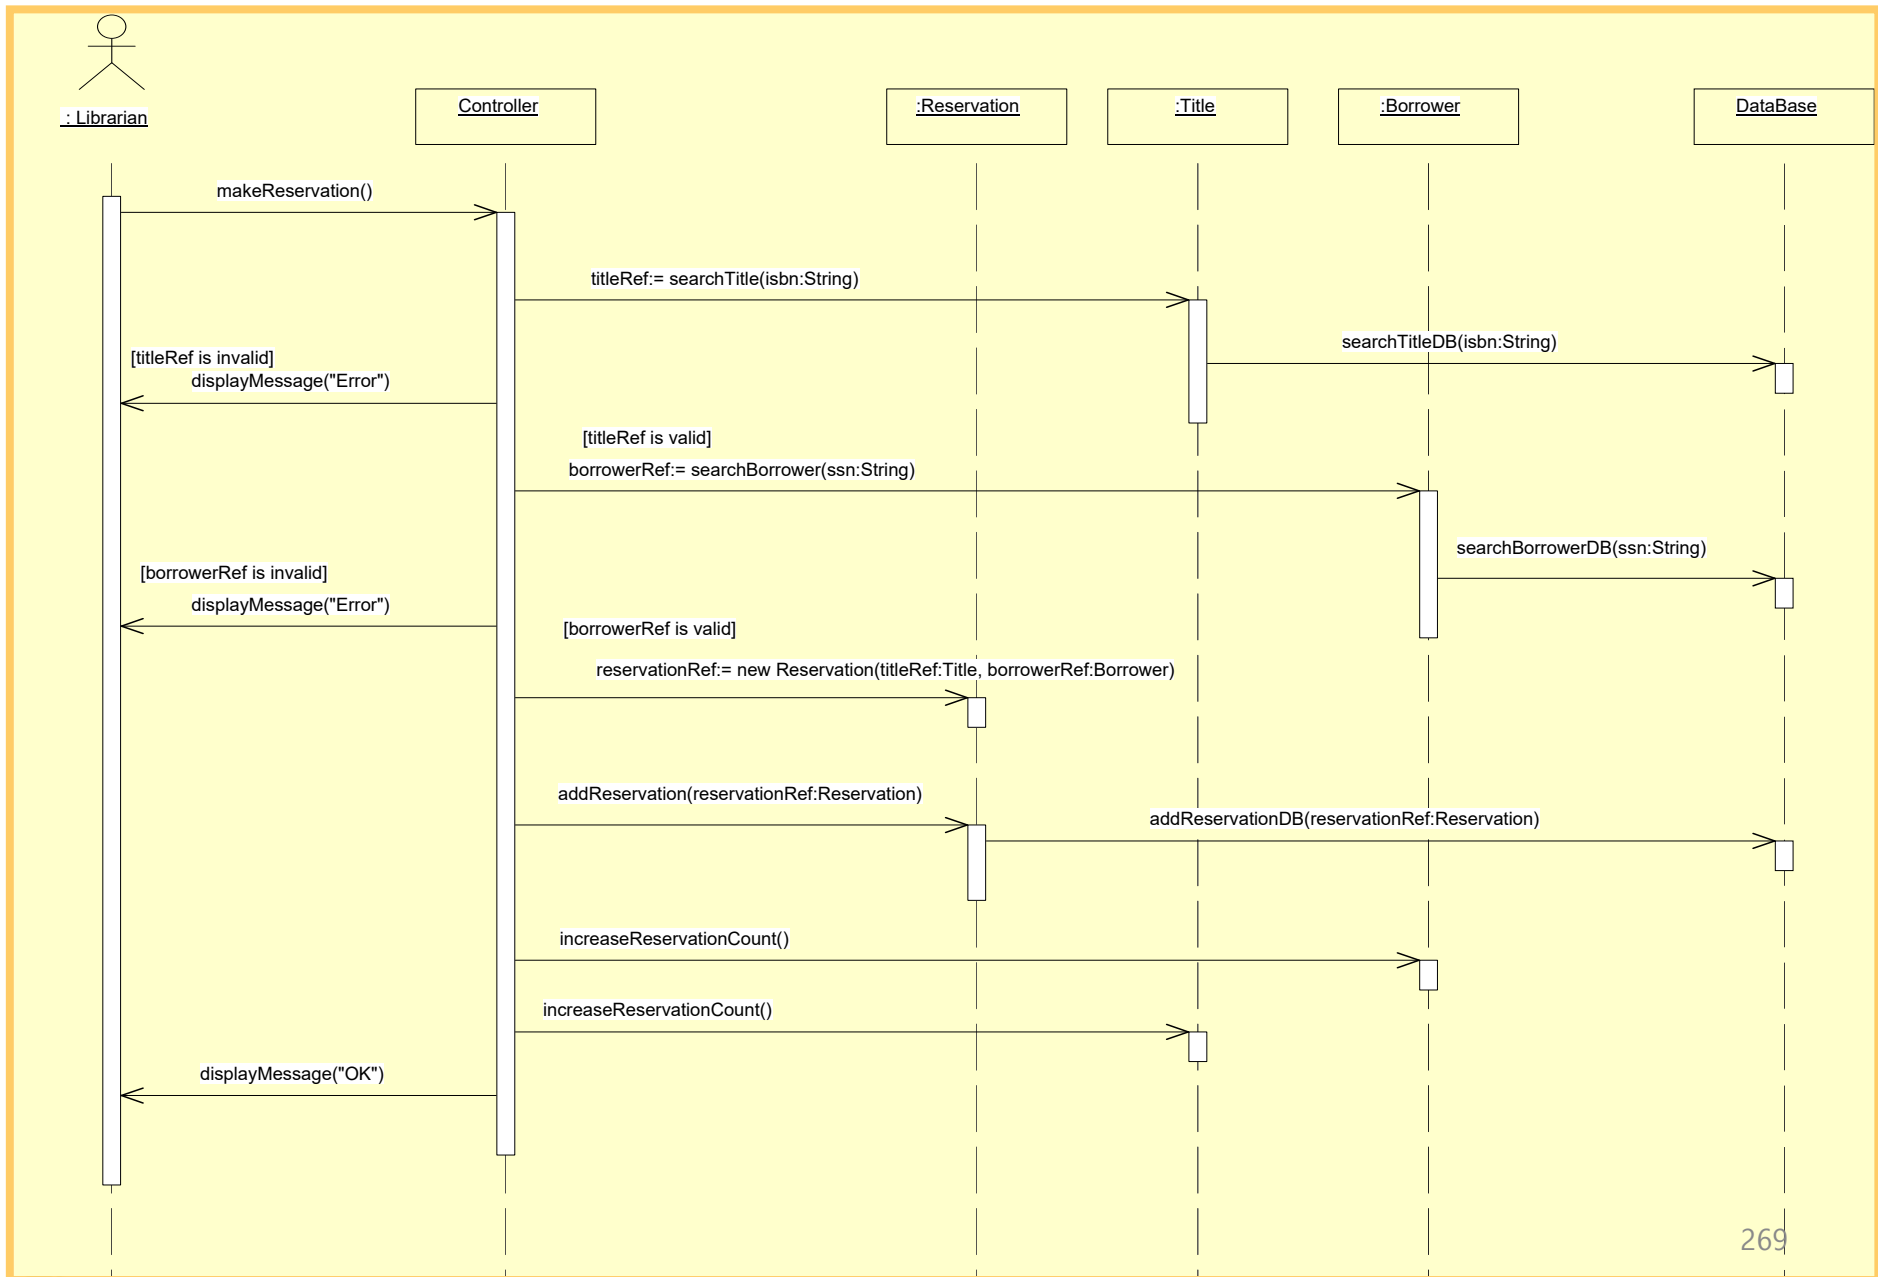 : Librarian
Controller
:Reservation
:Title
:Borrower
DataBase
makeReservation()
titleRef:= searchTitle(isbn:String)
searchTitleDB(isbn:String)
[titleRef is invalid]
displayMessage("Error")
[titleRef is valid]
borrowerRef:= searchBorrower(ssn:String)
searchBorrowerDB(ssn:String)
[borrowerRef is invalid]
displayMessage("Error")
[borrowerRef is valid]
reservationRef:= new Reservation(titleRef:Title, borrowerRef:Borrower)
addReservation(reservationRef:Reservation)
addReservationDB(reservationRef:Reservation)
increaseReservationCount()
increaseReservationCount()
displayMessage("OK")
269